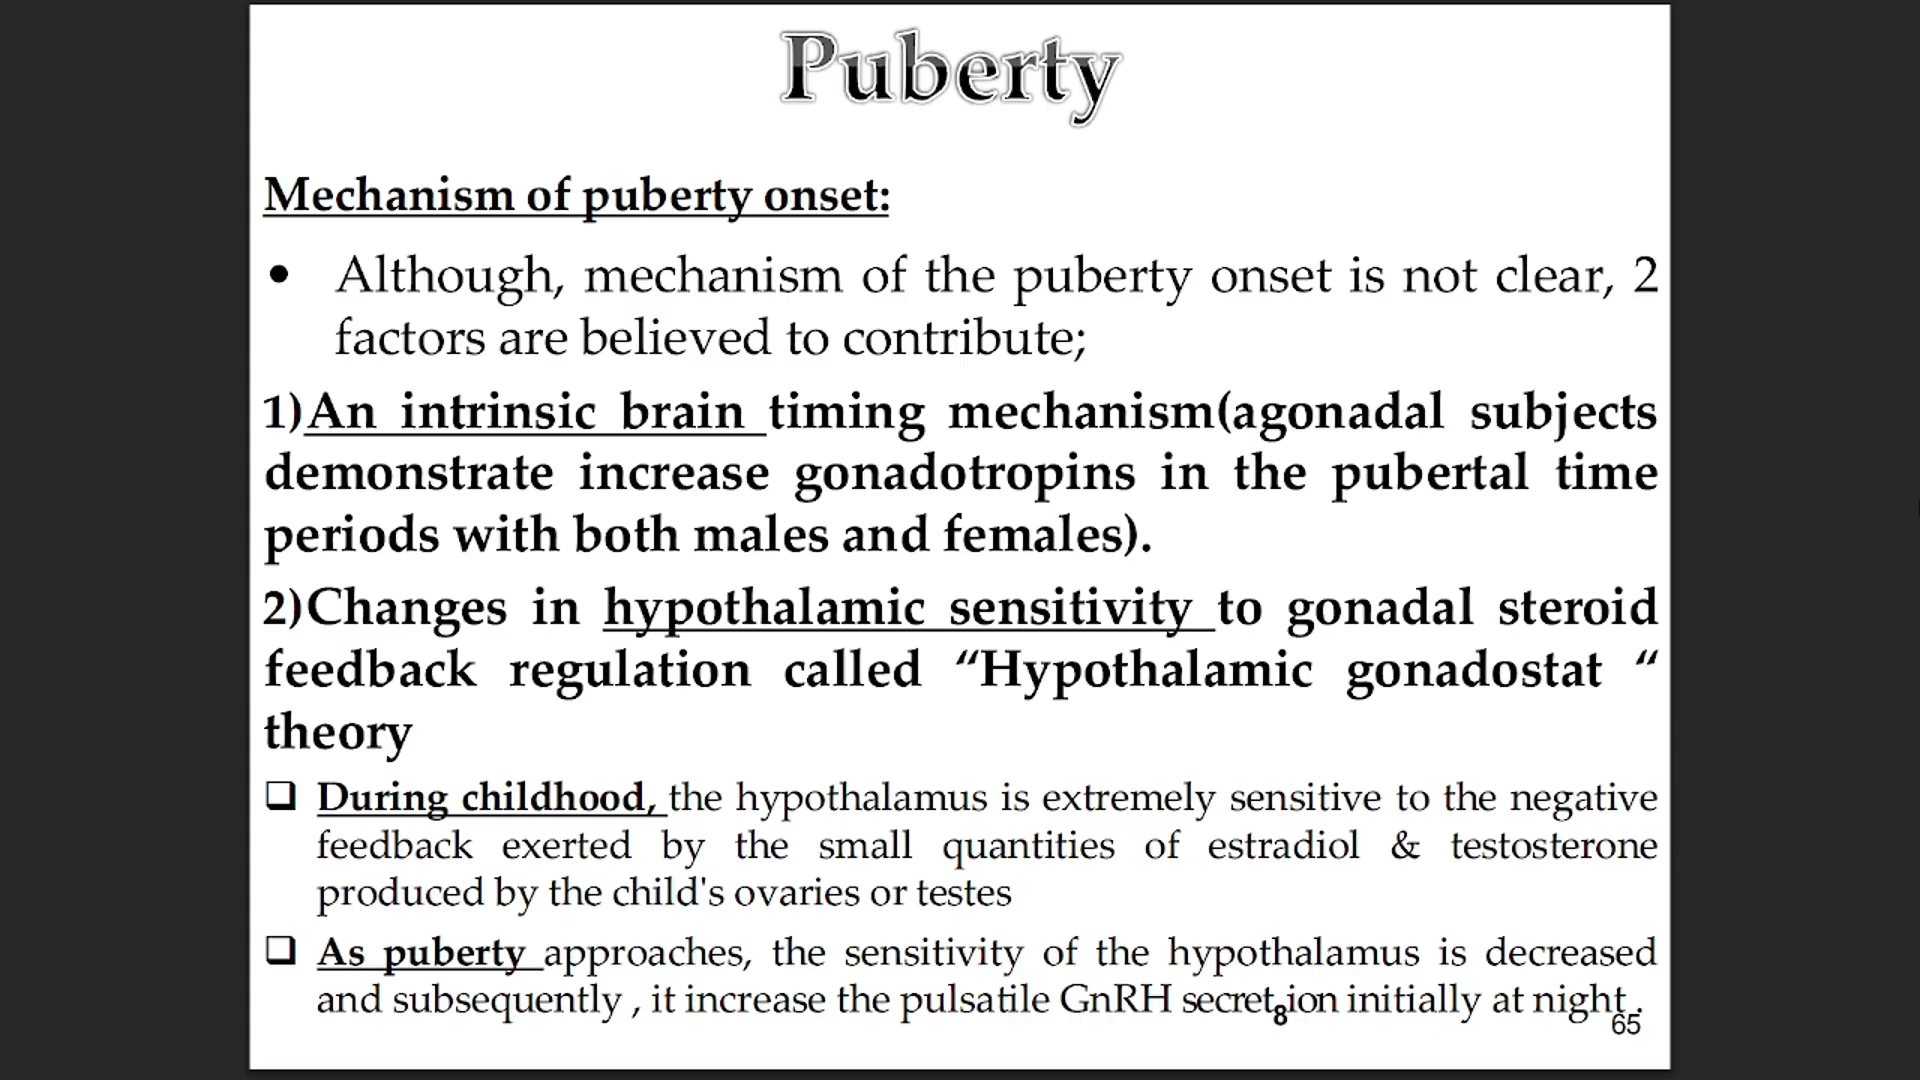 Puberty
Mechanism of puberty onset:
• Although, mechanism of the puberty onset is not clear, 2
factors are believed to contribute;
1)An intrinsic brain timing mechanism(agonadal subjects
demonstrate increase gonadotropins in the pubertal time
periods with both males and females).
2)Changes in hypothalamic sensitivity to gonadal steroid
feedback regulation called “Hypothalamic gonadostat “
theory
❑ During childhood, the hypothalamus is extremely sensitive to the negative
feedback exerted by the small quantities of estradiol & testosterone
produced by the child's ovaries or testes
❑ As puberty approaches, the sensitivity of the hypothalamus is decreased
and subsequently , it increase the pulsatile GnRH secretion initially at night .
8
65